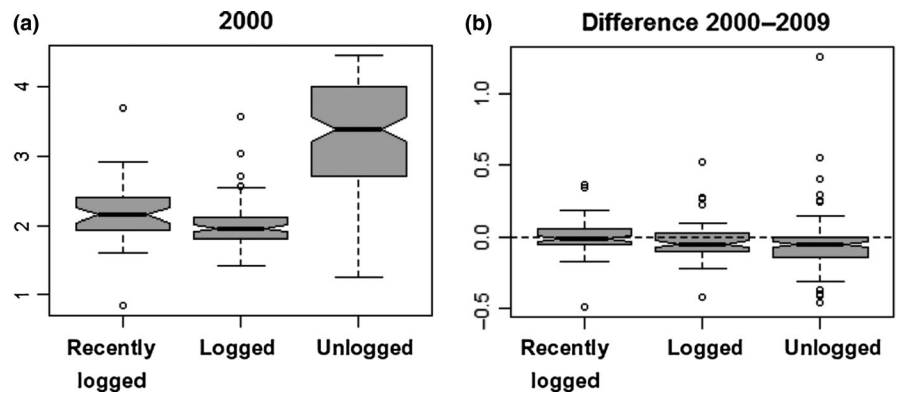 (a)
2000
4
3
2
1
Recently
logged
Logged
Unlogged
(b)
Difference 2000–2009
1.0
0.5
0.0
−0.5
Recently
logged
Logged
Unlogged